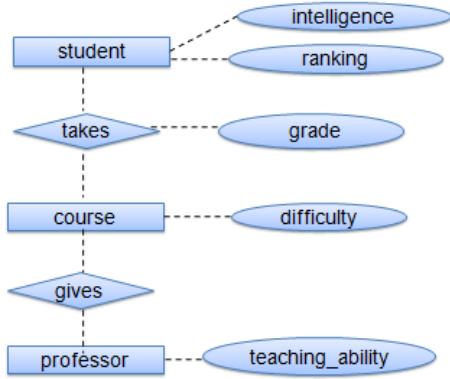 intelligence
student
ranking
takes
grade
course
difficulty
gives
professor
teaching_ability